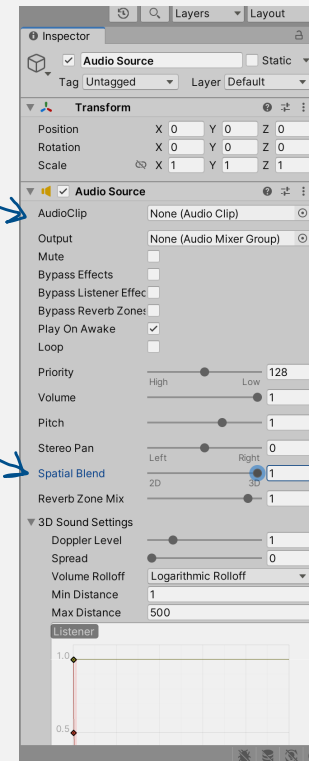 Layers Layout
Inspector
Audio Source Static
Tag Untagged Layer Default
Transform
Position X 0 Y 0 Z 0
Rotation X 0 Y 0 Z 0
Scale X 1 Y 1 Z 1
Audio Source
AudioClip None (Audio Clip)
Output None (Audio Mixer Group)
Mute
Bypass Effects
Bypass Listener Effec
Bypass Reverb Zones
Play On Awake
Loop
Priority 128
High Low
Volume 1
Pitch 1
Stereo Pan 0
Left Right
Spatial Blend 1
2D 3D
Reverb Zone Mix 1
3D Sound Settings
Doppler Level 1
Spread 0
Volume Rolloff Logarithmic Rolloff
Min Distance 1
Max Distance 500
Listener
1.0
0.5